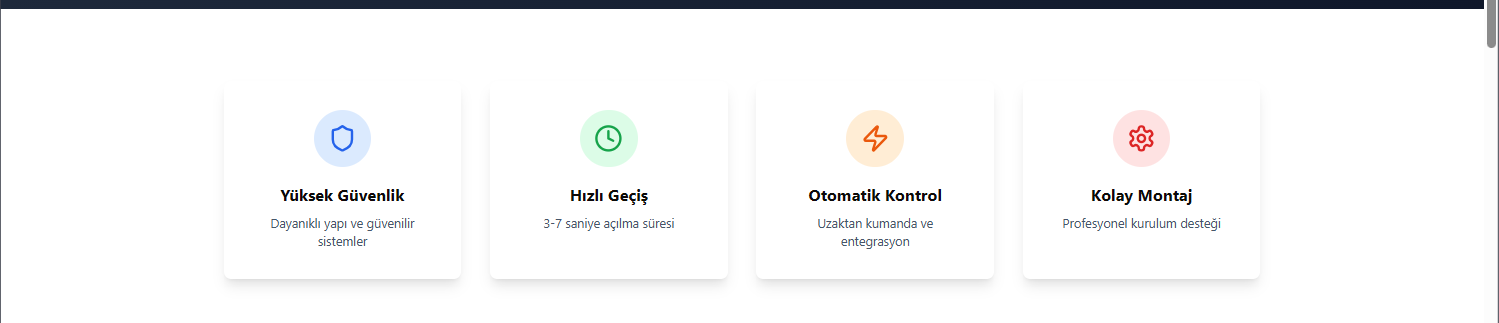 Yüksek Güvenlik
Dayanıklı yapı ve güvenilir
sistemler
Hızlı Geçiş
3-7 saniye açılma süresi
Otomatik Kontrol
Uzaktan kumanda ve
entegrasyon
Kolay Montaj
Profesyonel kurulum desteği